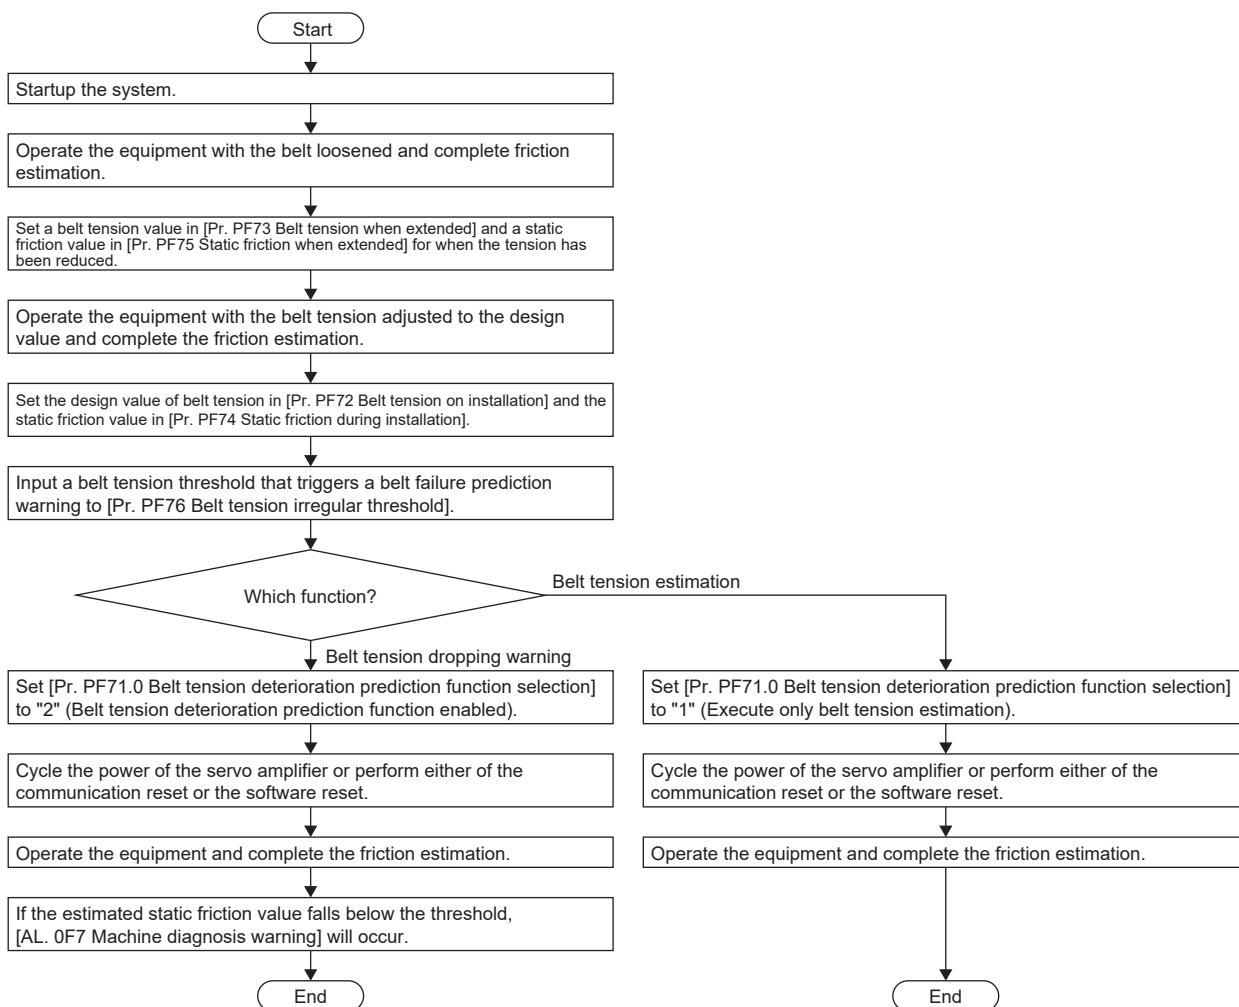 Start
Startup the system.
Operate the equipment with the belt loosened and complete friction
estimation.
Set a belt tension value in [Pr. PF73 Belt tension when extended] and a static
friction value in [Pr. PF75 Static friction when extended] for when the tension has
been reduced.
Operate the equipment with the belt tension adjusted to the design
value and complete the friction estimation.
Set the design value of belt tension in [Pr. PF72 Belt tension on installation] and the
static friction value in [Pr. PF74 Static friction during installation].
Input a belt tension threshold that triggers a belt failure prediction
warning to [Pr. PF76 Belt tension irregular threshold].
Which function?
Belt tension estimation
Belt tension dropping warning
Set [Pr. PF71.0 Belt tension deterioration prediction function selection]
to "2" (Belt tension deterioration prediction function enabled).
Cycle the power of the servo amplifier or perform either of the
communication reset or the software reset.
Operate the equipment and complete the friction estimation.
If the estimated static friction value falls below the threshold,
[AL. 0F7 Machine diagnosis warning] will occur.
End
Set [Pr. PF71.0 Belt tension deterioration prediction function selection]
to "1" (Execute only belt tension estimation).
Cycle the power of the servo amplifier or perform either of the
communication reset or the software reset.
Operate the equipment and complete the friction estimation.
End